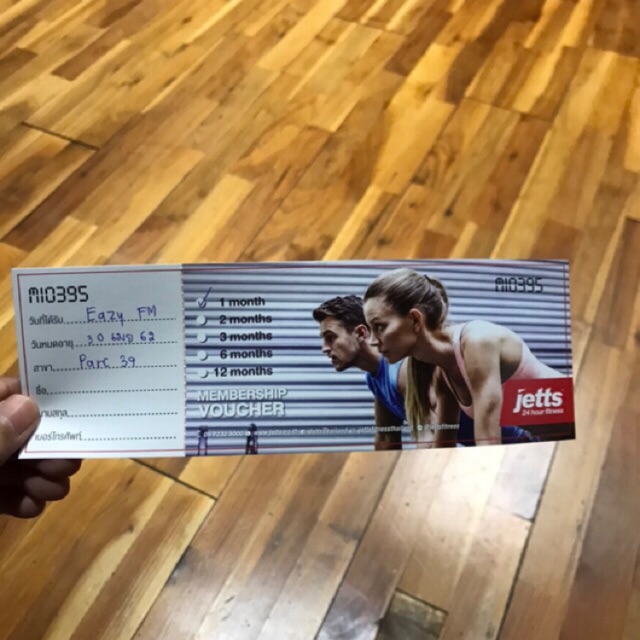 M10395
วันที่ได้รับ Eazy FM
วันหมดอายุ 30 เมย 62
สาขา Parc 39
ชื่อ
นามสกุล
เบอร์โทรศัพท์
1 month
2 months
3 months
6 months
12 months
MEMBERSHIP
VOUCHER
M10395
jetts
24 hour fitness